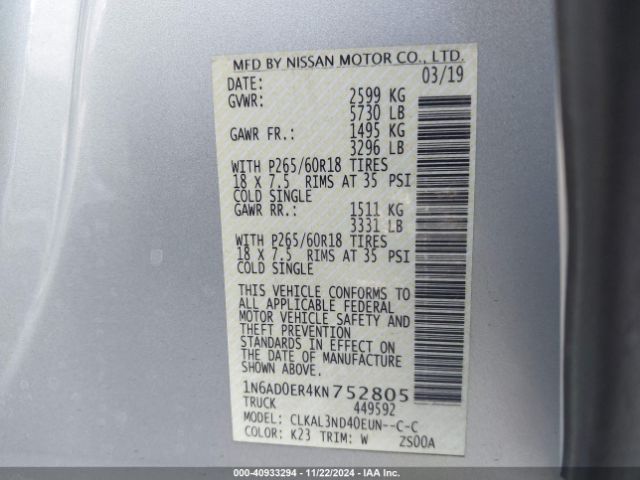 MFD BY NISSAN MOTOR CO., LTD.
DATE: 03/19
GVWR: 2599 KG
5730 LB
GAWR FR.: 1495 KG
3296 LB
WITH P265/60R18 TIRES
18 X 7.5 RIMS AT 35 PSI
COLD SINGLE
GAWR RR.: 1511 KG
3331 LB
WITH P265/60R18 TIRES
18 X 7.5 RIMS AT 35 PSI
COLD SINGLE
THIS VEHICLE CONFORMS TO
ALL APPLICABLE FEDERAL
MOTOR VEHICLE SAFETY AND
THEFT PREVENTION
STANDARDS IN EFFECT ON
THE DATE OF MANUFACTURE
SHOWN ABOVE.
1N6AD0ER4KN752805
TRUCK 449592
MODEL: CLKAL3ND40EUN--C-C
COLOR: K23 TRIM: W ZS00A
000-40933294 - 11/22/2024 - IAAI.COM